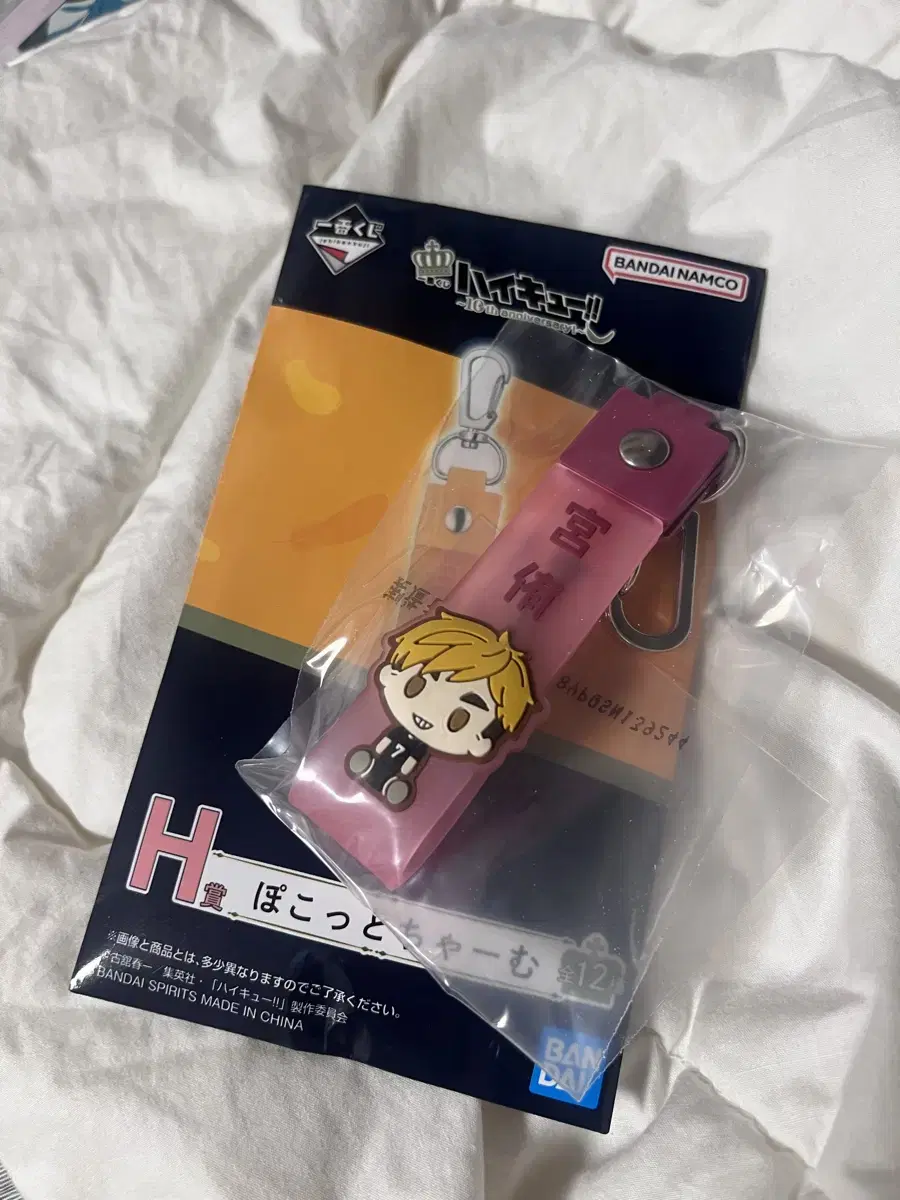 一番くじ
BANDAI NAMCO
ハイキュー!!
~10th anniversary!~
宮侑
7
H賞 ぽこっとちゃーむ 全12
※画像と商品とは、多少異なりますのでご了承ください。
©古舘春一／集英社・「ハイキュー!!」製作委員会
BANDAI SPIRITS MADE IN CHINA
BAN
DAI